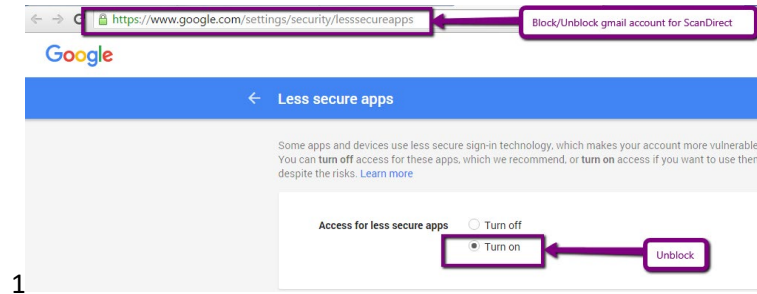 https://www.google.com/settings/security/lesssecureapps
Block/Unblock gmail account for ScanDirect
Google
Less secure apps
Some apps and devices use less secure sign-in technology, which makes your account more vulnerable
You can turn off access for these apps, which we recommend, or turn on access if you want to use
despite the risks. Learn more
Access for less secure apps
Turn off
Turn on
Unblock
1